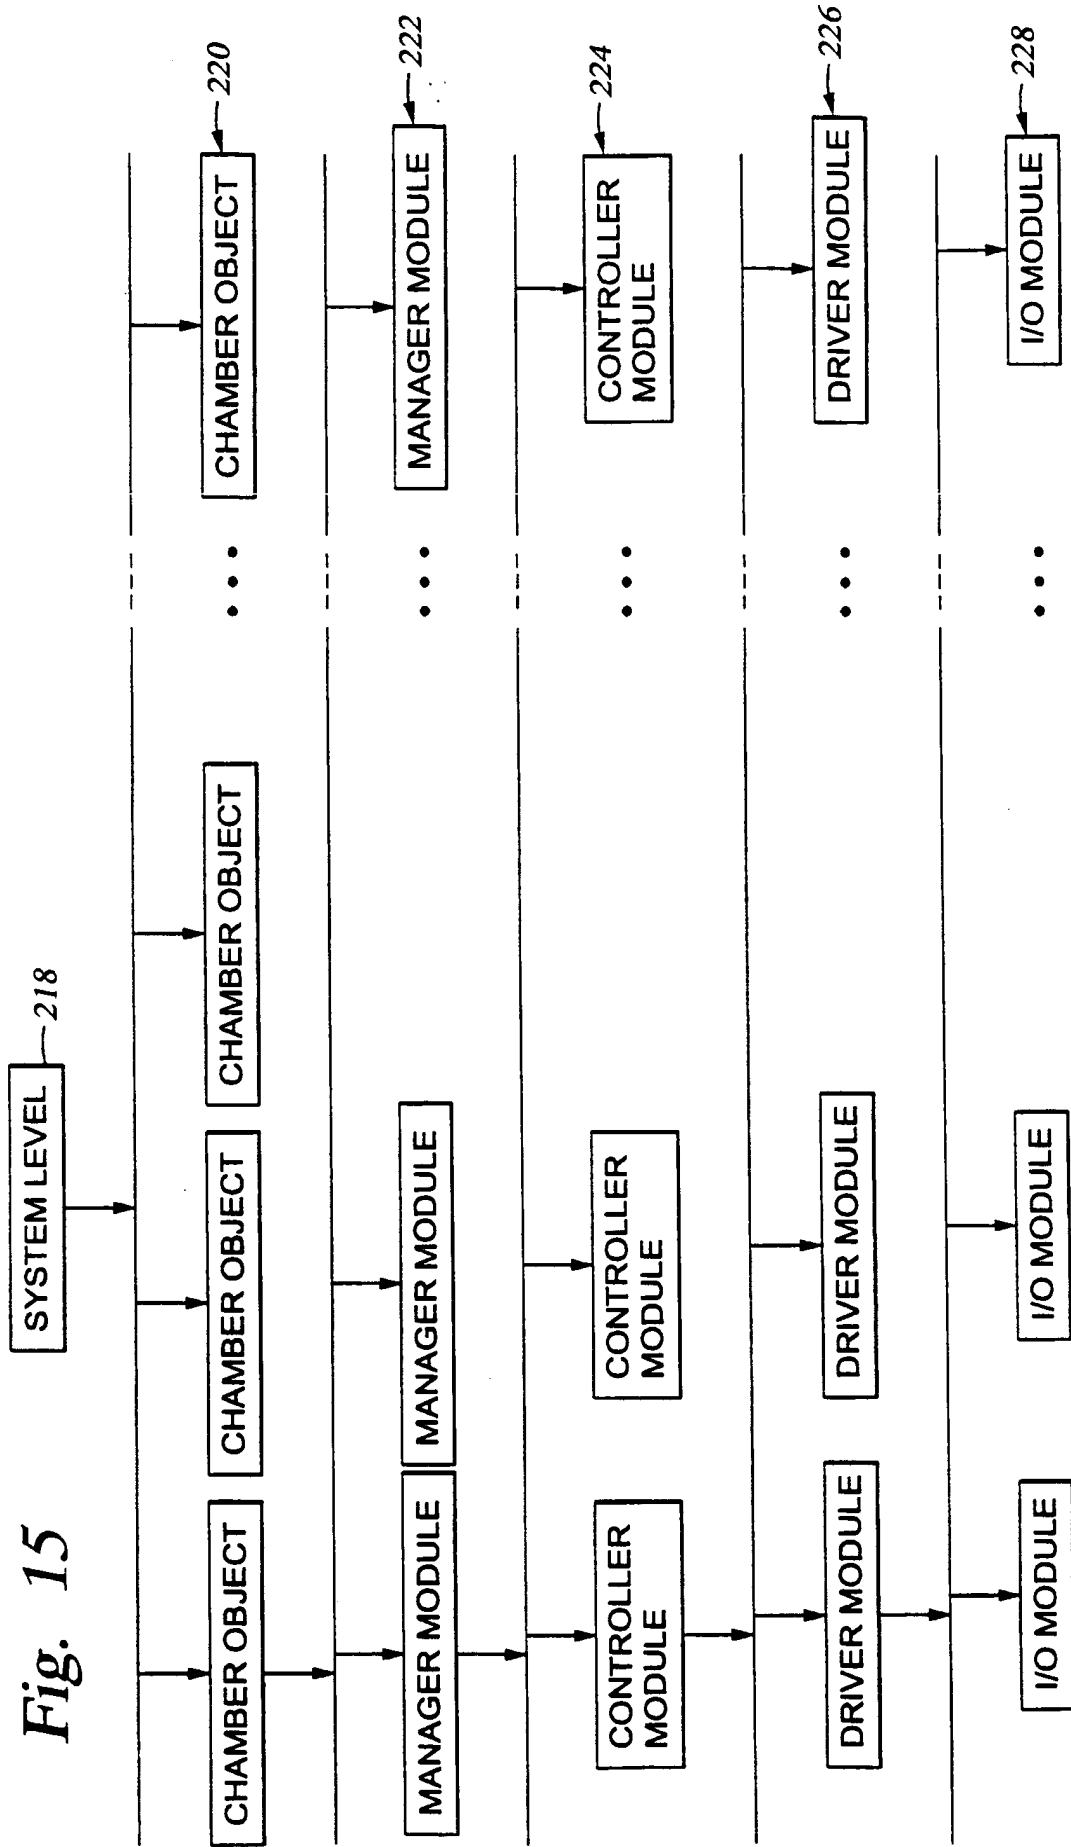 Fig. 15
SYSTEM LEVEL
218
CHAMBER OBJECT
CHAMBER OBJECT
CHAMBER OBJECT
• • •
CHAMBER OBJECT
220
MANAGER MODULE
MANAGER MODULE
• • •
MANAGER MODULE
222
CONTROLLER
MODULE
CONTROLLER
MODULE
• • •
CONTROLLER
MODULE
224
DRIVER MODULE
DRIVER MODULE
• • •
DRIVER MODULE
226
I/O MODULE
I/O MODULE
• • •
I/O MODULE
228